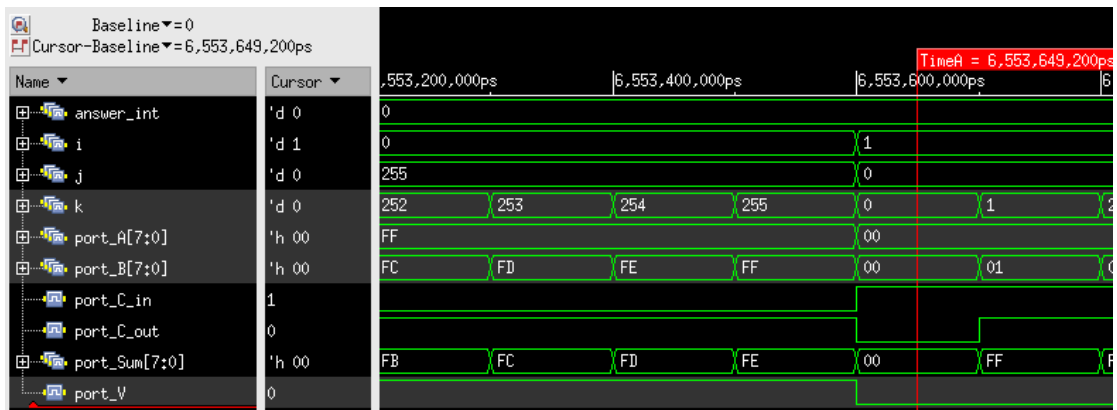 Baseline▼=0
Cursor-Baseline▼=6,553,649,200ps
TimeA = 6,553,649,200ps
Name ▼ Cursor ▼ ,553,200,000ps 6,553,400,000ps 6,553,600,000ps 6
answer_int 'd 0 0
i 'd 1 0 1
j 'd 0 255 0
k 'd 0 252 253 254 255 0 1 2
port_A[7:0] 'h 00 FF 00
port_B[7:0] 'h 00 FC FD FE FF 00 01
port_C_in 1
port_C_out 0
port_Sum[7:0] 'h 00 FB FC FD FE 00 FF
port_V 0